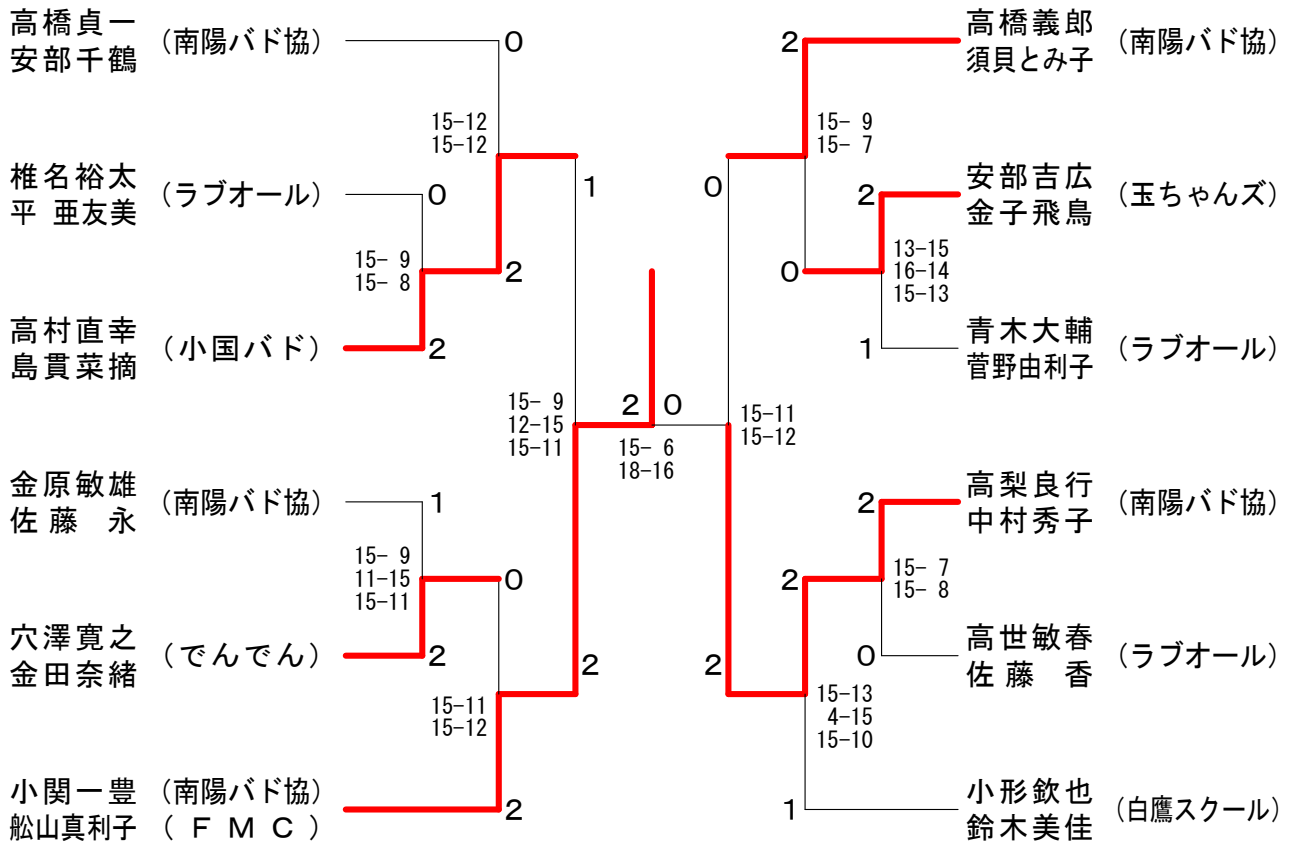 高橋貞一 (南陽バド協) 0
安部千鶴
15-12
15-12
椎名裕太 (ラブオール) 0
平 亜友美
1
15- 9
15- 8
2
高村直幸 (小国バド) 2
島貫菜摘
15- 9
12-15
15-11
金原敏雄 (南陽バド協) 1
佐藤 永
15- 9
11-15
15-11
0
穴澤寛之 (でんでん) 2
金田奈緒
2
15-11
15-12
小関一豊 (南陽バド協) 2
舩山真利子 (FMC)
2 0
15- 6
18-16
2 高橋義郎 (南陽バド協)
須貝とみ子
15- 9
15- 7
0
2 安部吉広 (玉ちゃんズ)
金子飛鳥
0
13-15
16-14
15-13
1 青木大輔 (ラブオール)
菅野由利子
15-11
15-12
2 高梨良行 (南陽バド協)
中村秀子
2
15- 7
15- 8
0 高世敏春 (ラブオール)
佐藤 香
2
15-13
4-15
15-10
1 小形欽也 (白鷹スクール)
鈴木美佳